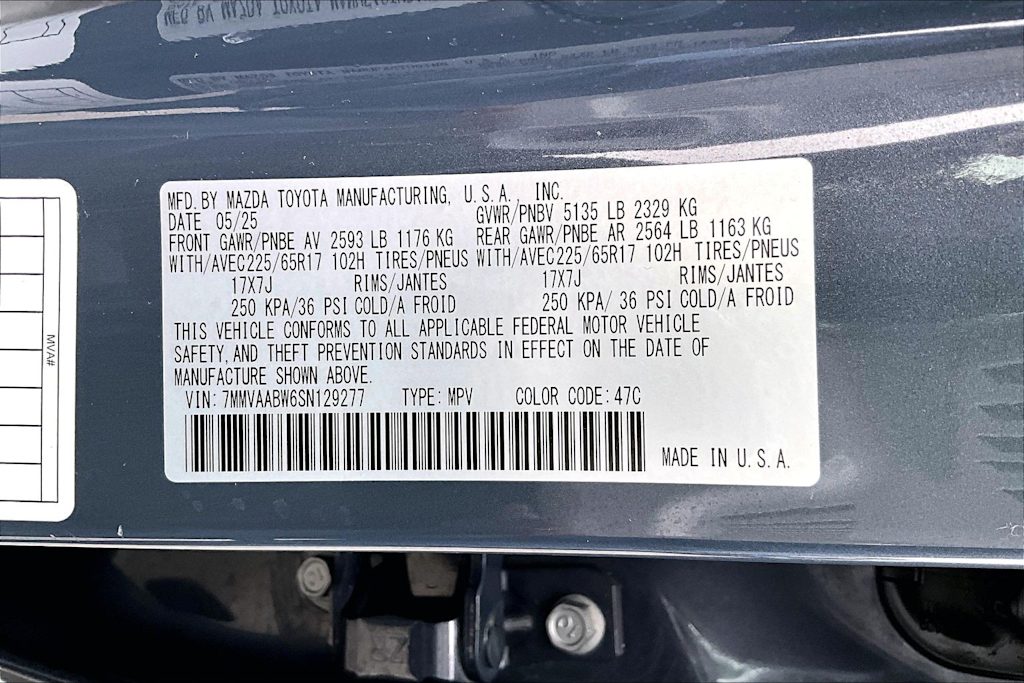 MFD. BY MAZDA TOYOTA MANUFACTURING, U.S.A., INC.
DATE 05/25 GVWR/PNBV 5135 LB 2329 KG
FRONT GAWR/PNBE AV 2593 LB 1176 KG REAR GAWR/PNBE AR 2564 LB 1163 KG
WITH/AVEC225/65R17 102H TIRES/PNEUS WITH/AVEC225/65R17 102H TIRES/PNEUS
17X7J RIMS/JANTES 17X7J RIMS/JANTES
250 KPA/36 PSI COLD/A FROID 250 KPA/ 36 PSI COLD/A FROID
THIS VEHICLE CONFORMS TO ALL APPLICABLE FEDERAL MOTOR VEHICLE
SAFETY, AND THEFT PREVENTION STANDARDS IN EFFECT ON THE DATE OF
MANUFACTURE SHOWN ABOVE.
VIN: 7MMVAABW6SN129277 TYPE: MPV COLOR CODE: 47C
MADE IN U.S.A.
MVA#